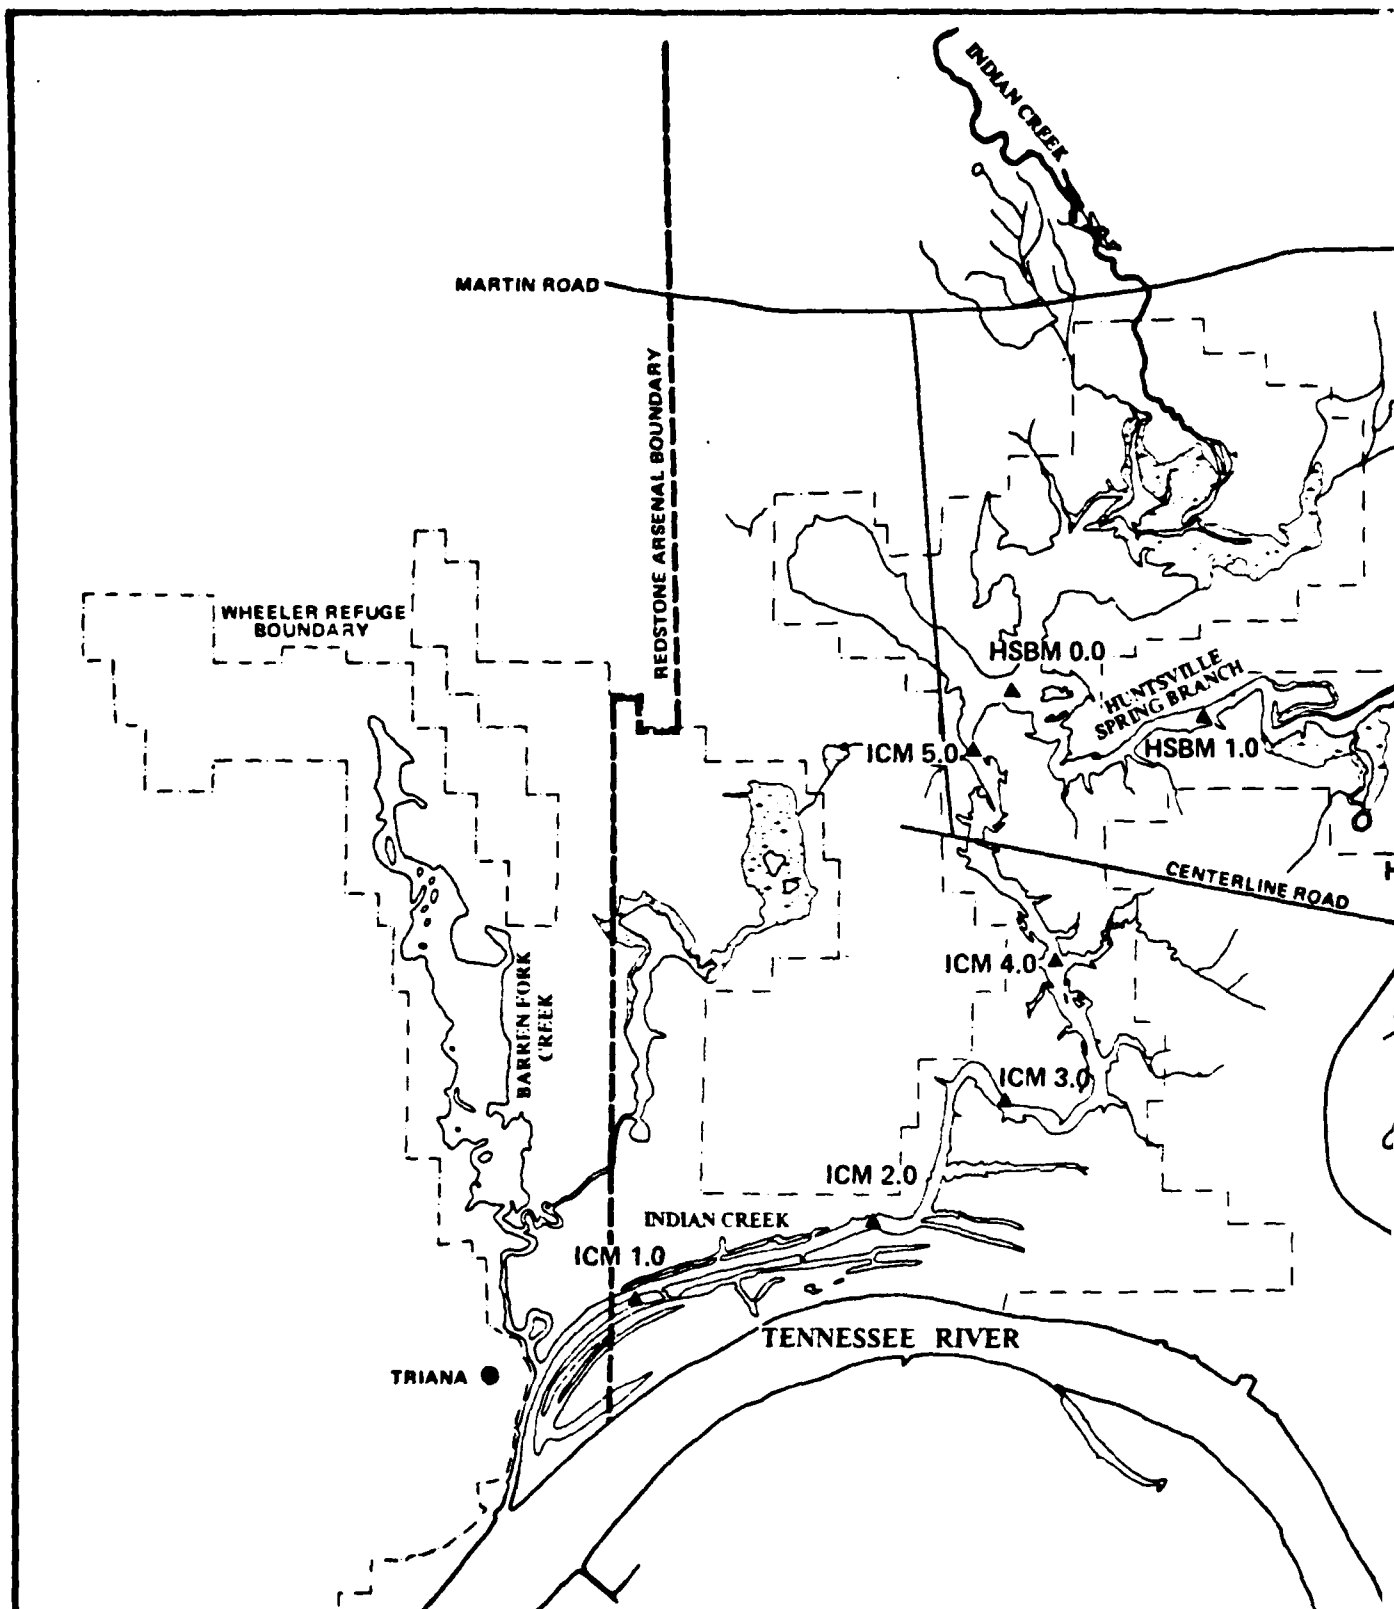 INDIAN CREEK
MARTIN ROAD
REDSTONE ARSENAL BOUNDARY
WHEELER REFUGE
BOUNDARY
HSBM 0.0
HUNTSVILLE
SPRING BRANCH
ICM 5.0
HSBM 1.0
H
CENTERLINE ROAD
ICM 4.0
BARREN FORK
CREEK
ICM 3.0
ICM 2.0
INDIAN CREEK
ICM 1.0
TENNESSEE RIVER
TRIANA